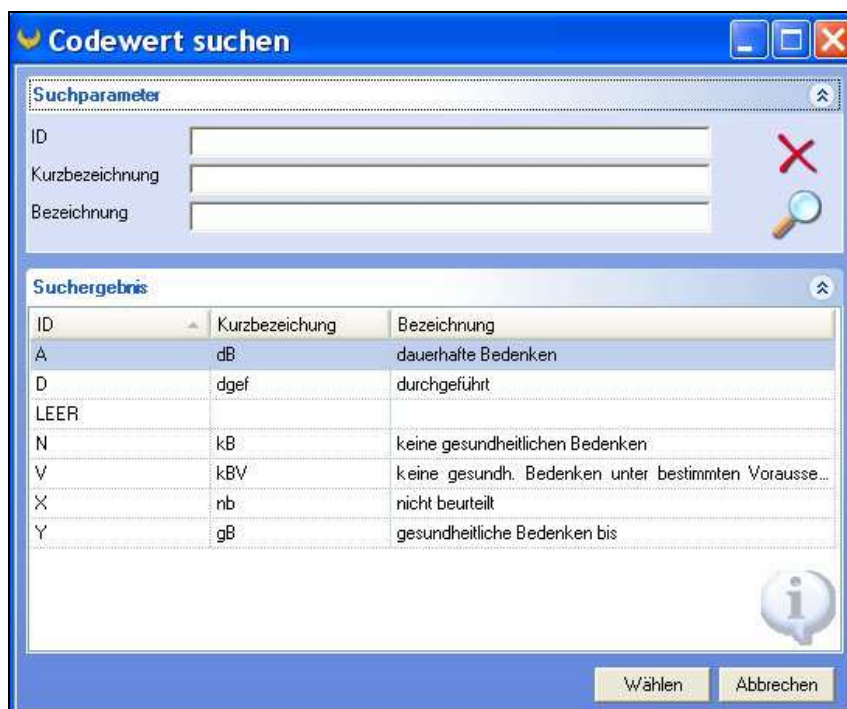 Codewert suchen
Suchparameter
ID
Kurzbezeichnung
Bezeichnung
Suchergebnis
ID Kurzbezeichung Bezeichnung
A dB dauerhafte Bedenken
D dgef durchgeführt
LEER
N kB keine gesundheitlichen Bedenken
V kBV keine gesundh. Bedenken unter bestimmten Vorausse...
X nb nicht beurteilt
Y gB gesundheitliche Bedenken bis
Wählen Abbrechen